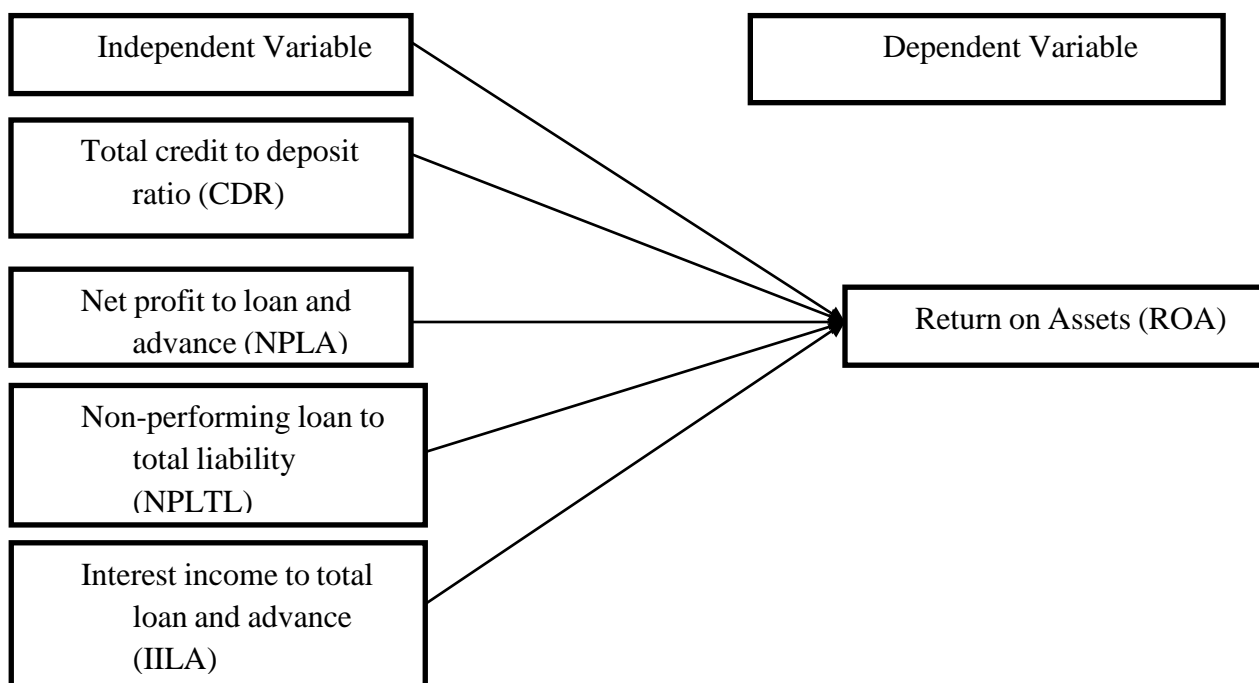 Independent Variable
Dependent Variable
Total credit to deposit
ratio (CDR)
Net profit to loan and
advance (NPLA)
Return on Assets (ROA)
Non-performing loan to
total liability
(NPLTL)
Interest income to total
loan and advance
(IILA)